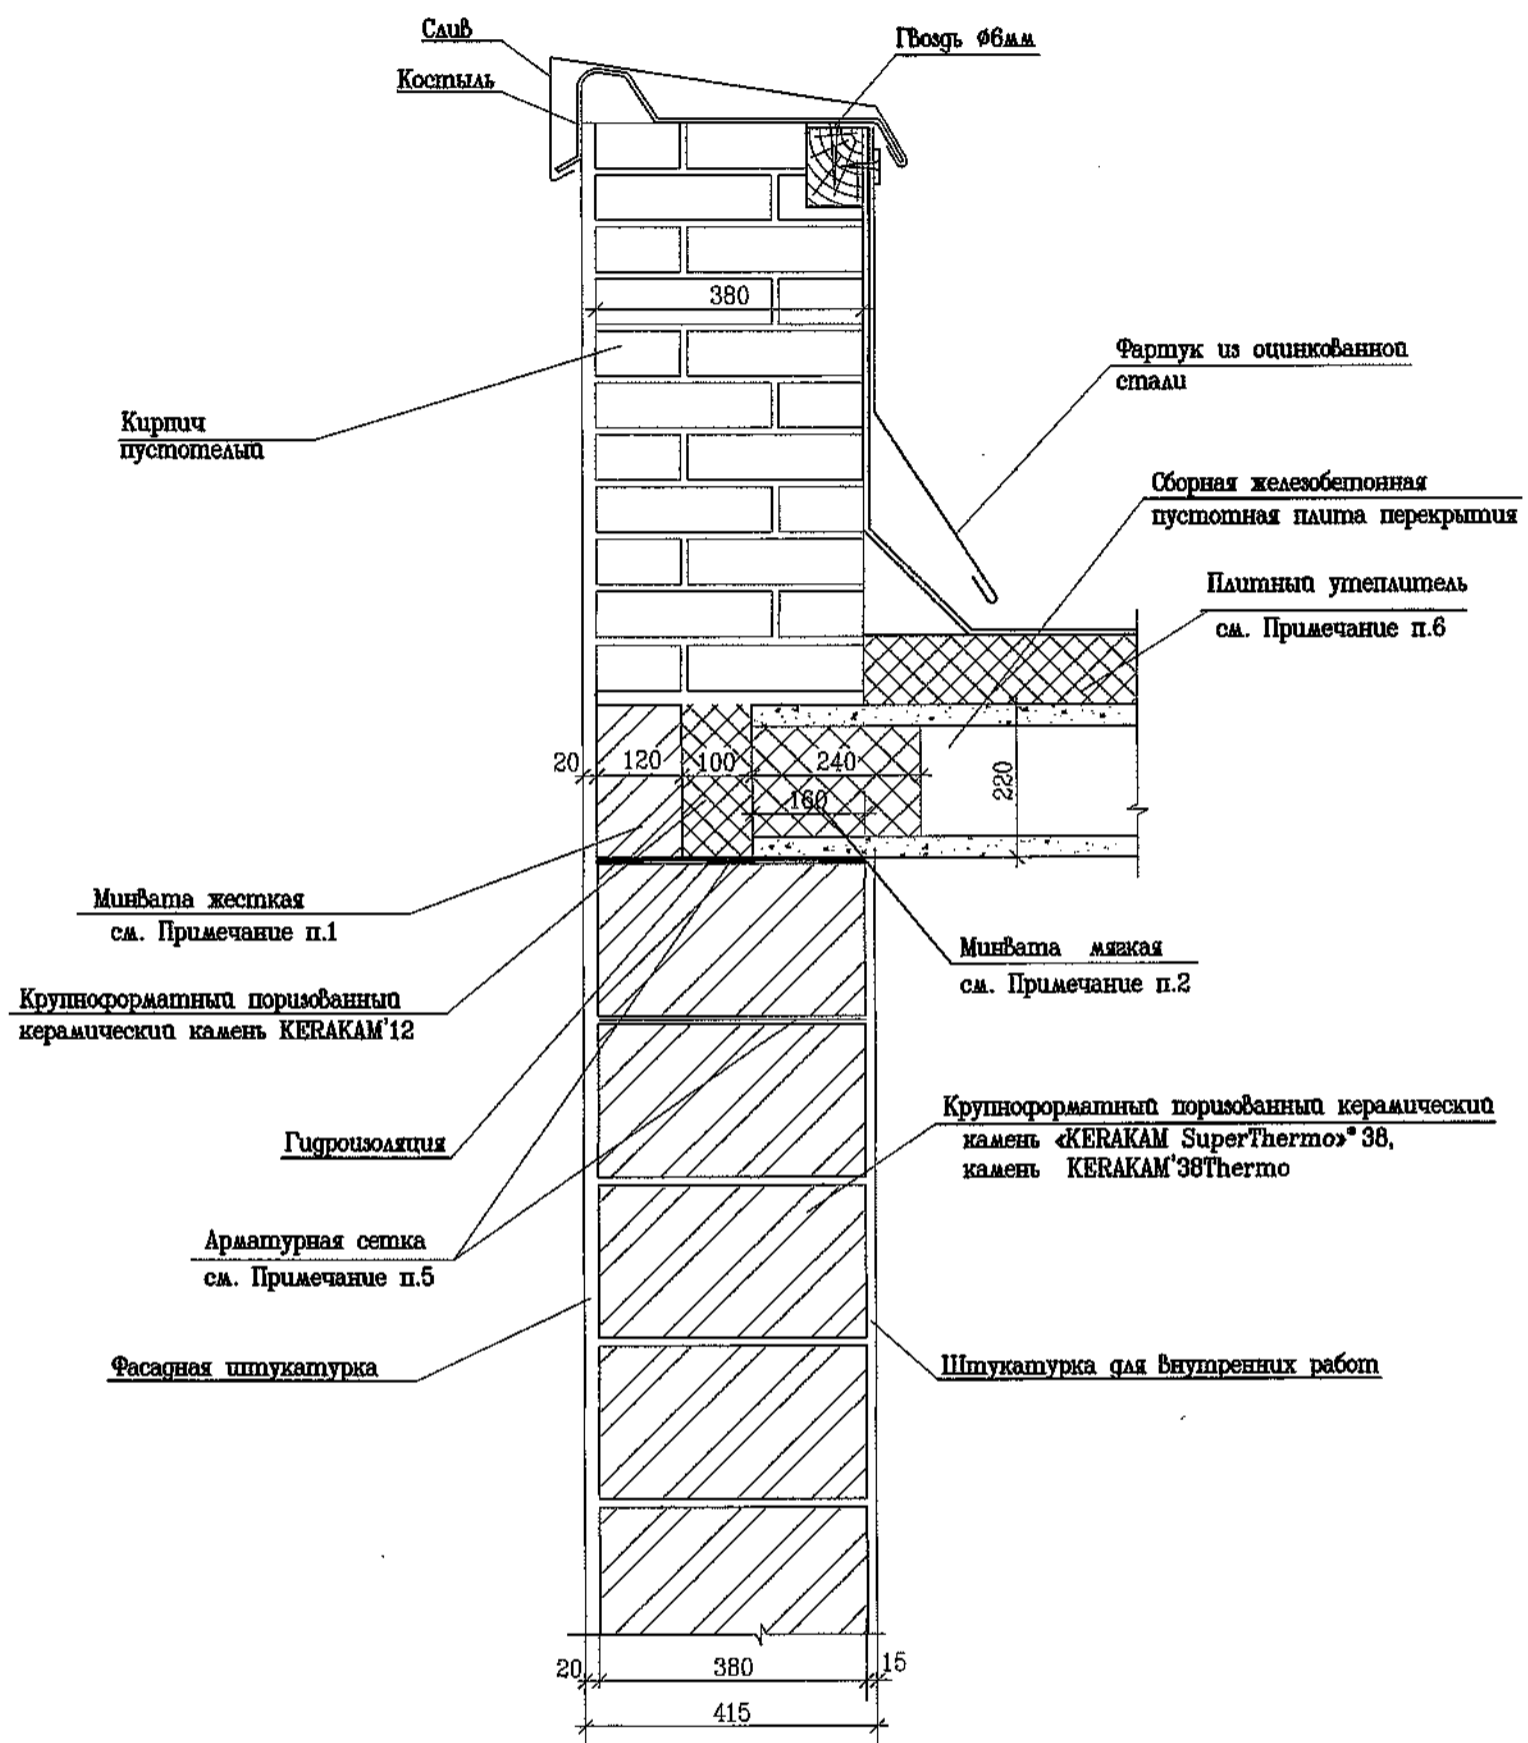 Слив
Гвоздь ø6мм
Костыль
380
Фартук из оцинкованной
стали
Кирпич
пустотелый
Сборная железобетонная
пустотная плита перекрытия
Плитный утеплитель
см. Примечание п.6
20 120 100 240
160
220
Минвата жесткая
см. Примечание п.1
Минвата мягкая
см. Примечание п.2
Крупноформатный поризованный
керамический камень KERAKAM'12
Крупноформатный поризованный керамический
камень «KERAKAM SuperThermo»® 38,
камень KERAKAM'38Thermo
Гидроизоляция
Арматурная сетка
см. Примечание п.5
Фасадная штукатурка
Штукатурка для внутренних работ
20 380 15
415